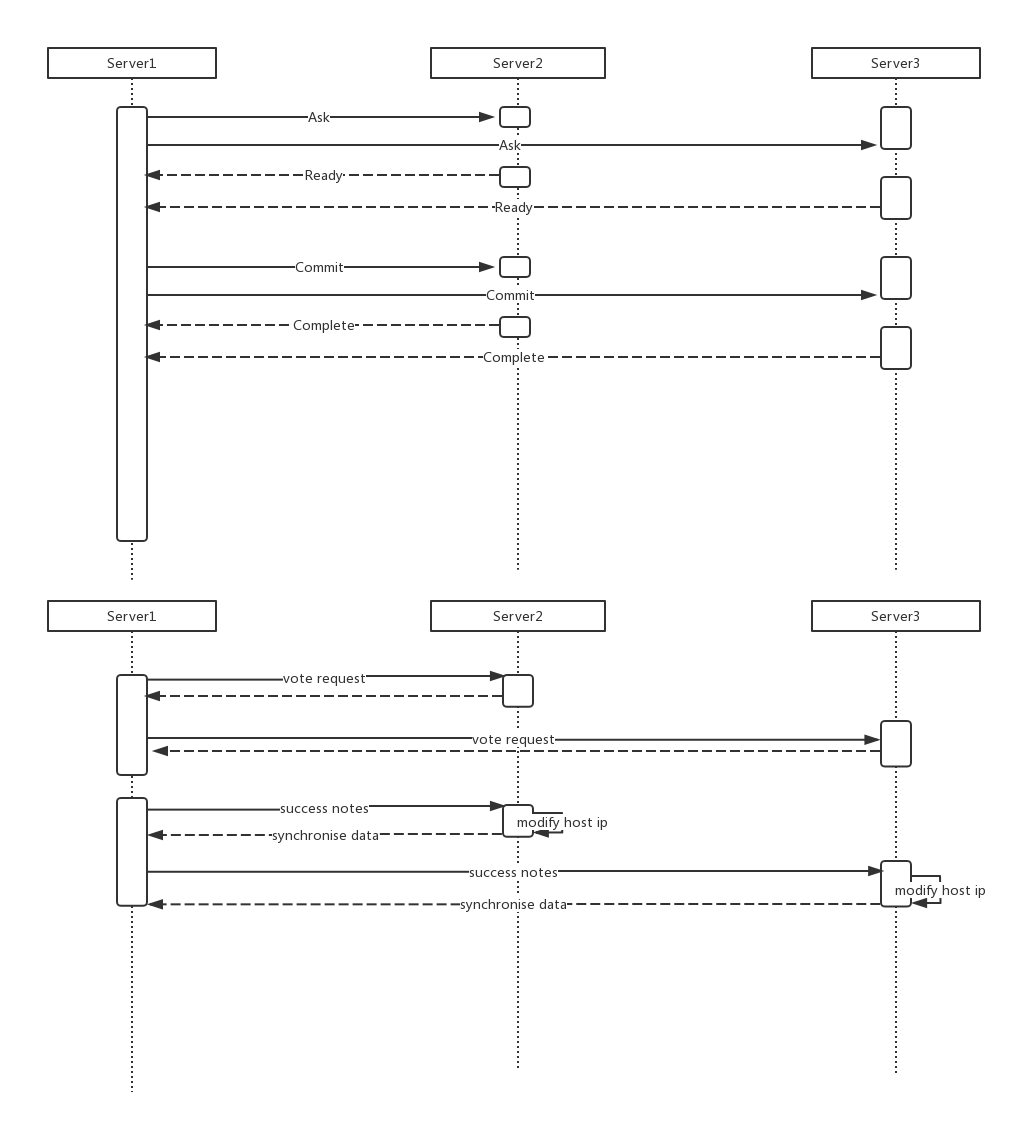 Server1
Server2
Server3
Ask
Ask
Ready
Ready
Commit
Commit
Complete
Complete
Server1
Server2
Server3
vote request
vote request
success notes
modify host ip
synchronise data
success notes
modify host ip
synchronise data